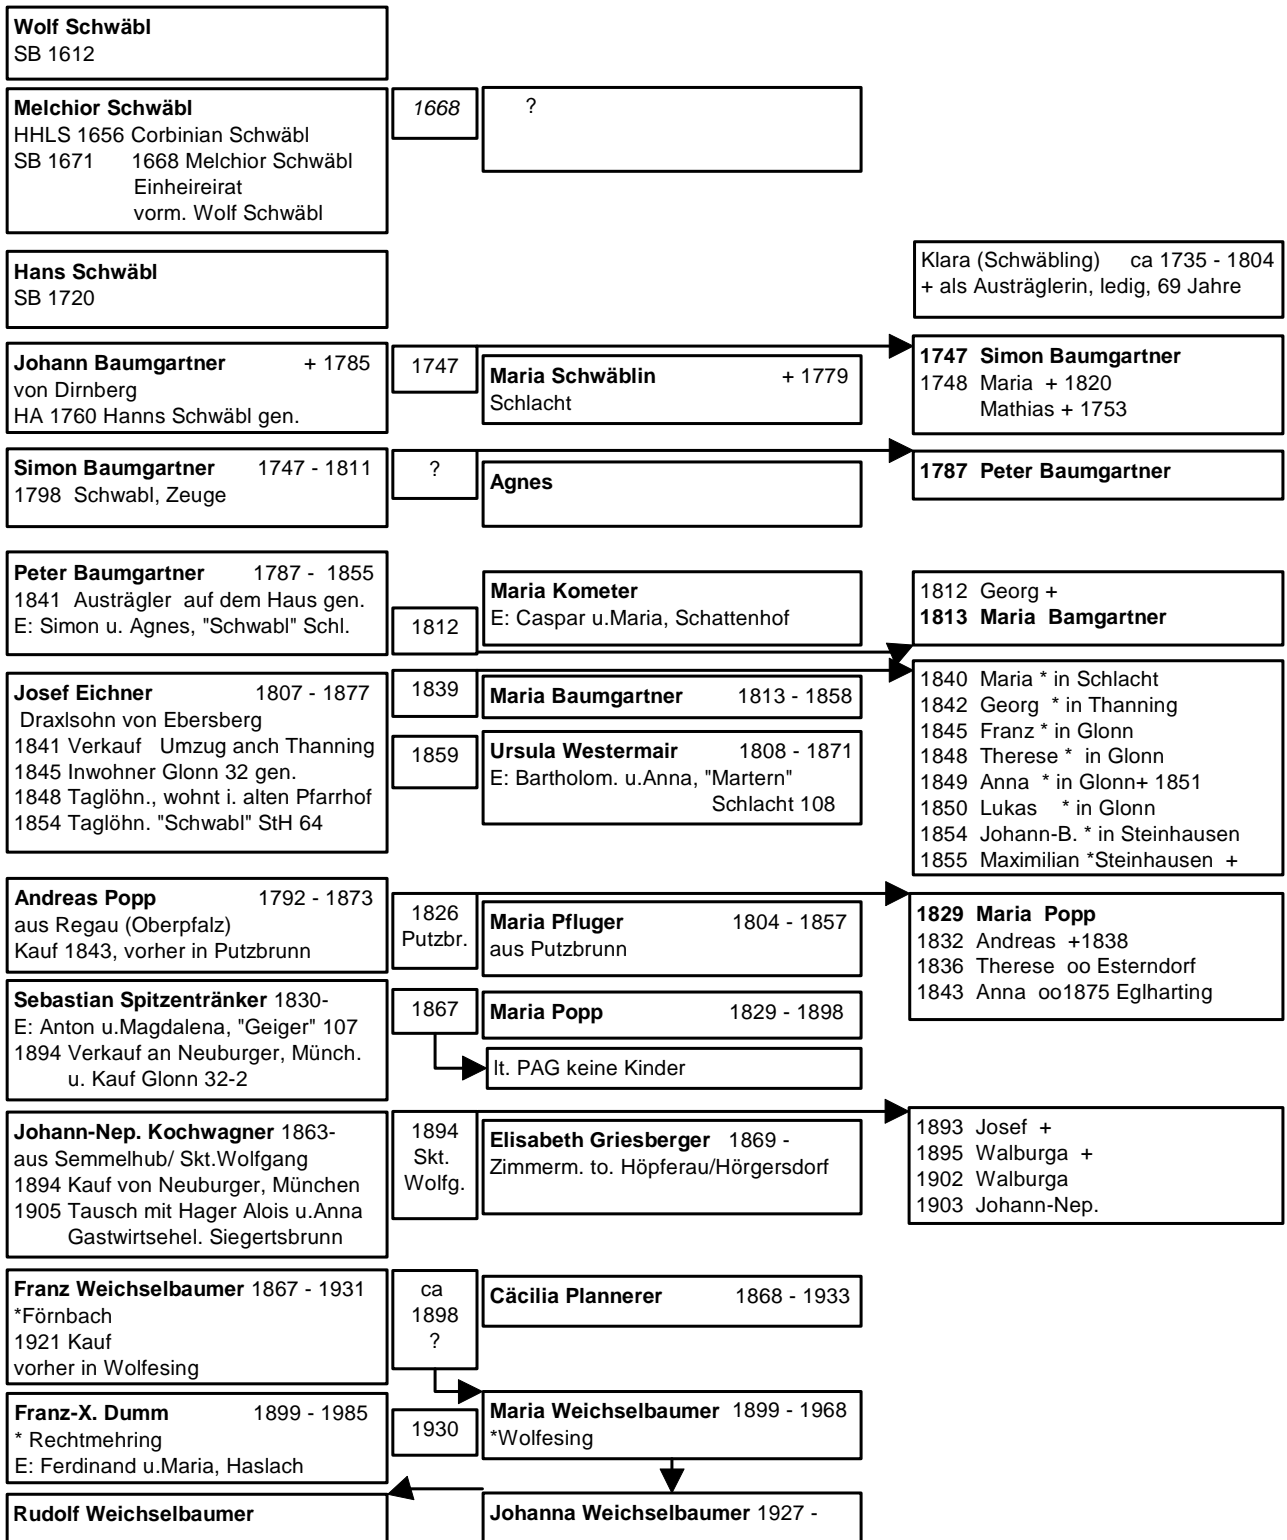 Wolf Schwäbl
SB 1612
Melchior Schwäbl
HHLS 1656 Corbinian Schwäbl
SB 1671 1668 Melchior Schwäbl
Einheireirat
vorm. Wolf Schwäbl
1668
?
Hans Schwäbl
SB 1720
Klara (Schwäbling) ca 1735 - 1804
+ als Austräglerin, ledig, 69 Jahre
Johann Baumgartner + 1785
von Dirnberg
HA 1760 Hanns Schwäbl gen.
1747
Maria Schwäblin + 1779
Schlacht
1747 Simon Baumgartner
1748 Maria + 1820
Mathias + 1753
Simon Baumgartner 1747 - 1811
1798 Schwabl, Zeuge
?
Agnes
1787 Peter Baumgartner
Peter Baumgartner 1787 - 1855
1841 Austrägler auf dem Haus gen.
E: Simon u. Agnes, "Schwabl" Schl.
1812
Maria Kometer
E: Caspar u.Maria, Schattenhof
1812 Georg +
1813 Maria Bamgartner
Josef Eichner 1807 - 1877
Draxlsohn von Ebersberg
1841 Verkauf Umzug anch Thanning
1845 Inwohner Glonn 32 gen.
1848 Taglöhn., wohnt i. alten Pfarrhof
1854 Taglöhn. "Schwabl" StH 64
1839
Maria Baumgartner 1813 - 1858
1859
Ursula Westermair 1808 - 1871
E: Bartholom. u.Anna, "Martern"
Schlacht 108
1840 Maria * in Schlacht
1842 Georg * in Thanning
1845 Franz * in Glonn
1848 Therese * in Glonn
1849 Anna * in Glonn+ 1851
1850 Lukas * in Glonn
1854 Johann-B. * in Steinhausen
1855 Maximilian *Steinhausen +
Andreas Popp 1792 - 1873
aus Regau (Oberpfalz)
Kauf 1843, vorher in Putzbrunn
1826
Putzbr.
Maria Pfluger 1804 - 1857
aus Putzbrunn
1829 Maria Popp
1832 Andreas +1838
1836 Therese oo Esterndorf
1843 Anna oo1875 Eglharting
Sebastian Spitzentränker 1830-
E: Anton u.Magdalena, "Geiger" 107
1894 Verkauf an Neuburger, Münch.
u. Kauf Glonn 32-2
1867
Maria Popp 1829 - 1898
lt. PAG keine Kinder
Johann-Nep. Kochwagner 1863-
aus Semmelhub/ Skt.Wolfgang
1894 Kauf von Neuburger, München
1905 Tausch mit Hager Alois u.Anna
Gastwirtsehel. Siegertsbrunn
1894
Skt.
Wolfg.
Elisabeth Griesberger 1869 -
Zimmerm. to. Höpferau/Hörgersdorf
1893 Josef +
1895 Walburga +
1902 Walburga
1903 Johann-Nep.
Franz Weichselbaumer 1867 - 1931
*Förnbach
1921 Kauf
vorher in Wolfesing
ca
1898
?
Cäcilia Plannerer 1868 - 1933
Franz-X. Dumm 1899 - 1985
* Rechtmehring
E: Ferdinand u.Maria, Haslach
1930
Maria Weichselbaumer 1899 - 1968
*Wolfesing
Rudolf Weichselbaumer
Johanna Weichselbaumer 1927 -